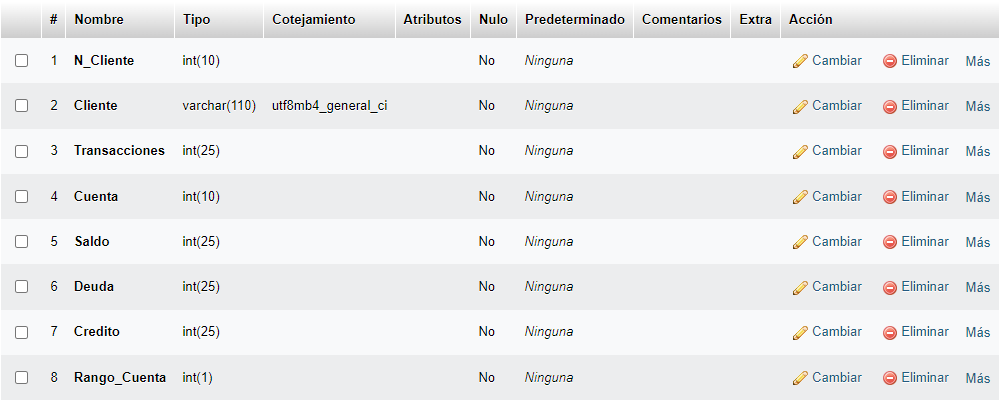 # Nombre Tipo Cotejamiento Atributos Nulo Predeterminado Comentarios Extra Acción
1 N_Cliente int(10) No Ninguna Cambiar Eliminar Más
2 Cliente varchar(110) utf8mb4_general_ci No Ninguna Cambiar Eliminar Más
3 Transacciones int(25) No Ninguna Cambiar Eliminar Más
4 Cuenta int(10) No Ninguna Cambiar Eliminar Más
5 Saldo int(25) No Ninguna Cambiar Eliminar Más
6 Deuda int(25) No Ninguna Cambiar Eliminar Más
7 Credito int(25) No Ninguna Cambiar Eliminar Más
8 Rango_Cuenta int(1) No Ninguna Cambiar Eliminar Más